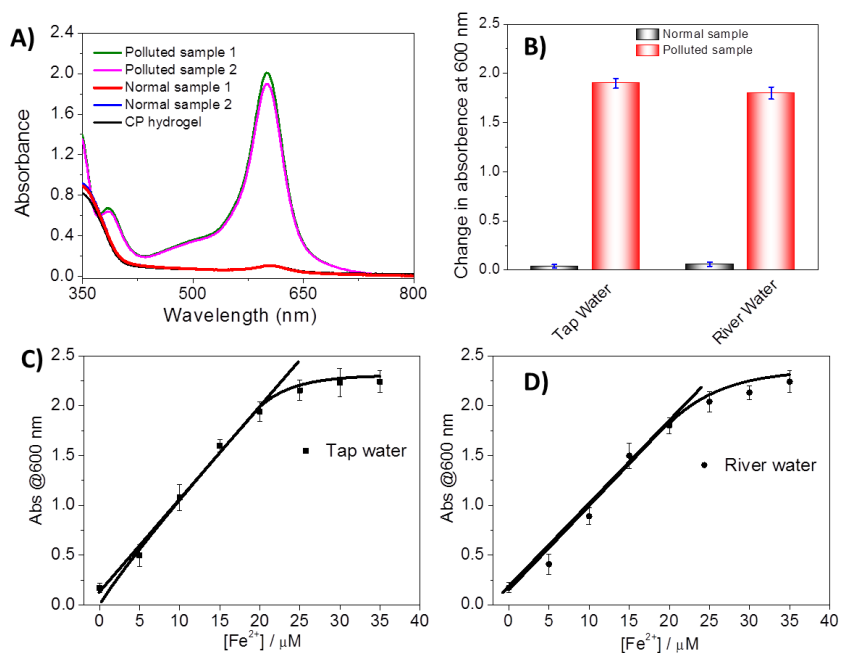 A)
Polluted sample 1
Polluted sample 2
Normal sample 1
Normal sample 2
CP hydrogel
2.4
2.0
1.6
1.2
0.8
0.4
0.0
Absorbance
350 500 650 800
Wavelength (nm)
B)
Normal sample
Polluted sample
2.5
2.0
1.5
1.0
0.5
0.0
Change in absorbence at 600 nm
Tap Water
River Water
C)
2.5
2.0
1.5
1.0
0.5
0.0
Abs @600 nm
Tap water
0 5 10 15 20 25 30 35 40
[Fe²⁺] / μM
D)
2.5
2.0
1.5
1.0
0.5
0.0
Abs @600 nm
River water
0 5 10 15 20 25 30 35 40
[Fe²⁺] / μM